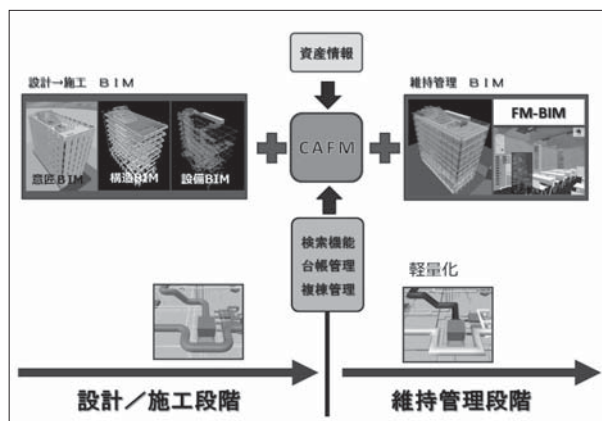 資産情報
設計→施工 BIM
維持管理 BIM
意匠BIM
構造BIM
設備BIM
CAFM
FM-BIM
検索機能
台帳管理
複棟管理
軽量化
設計／施工段階
維持管理段階